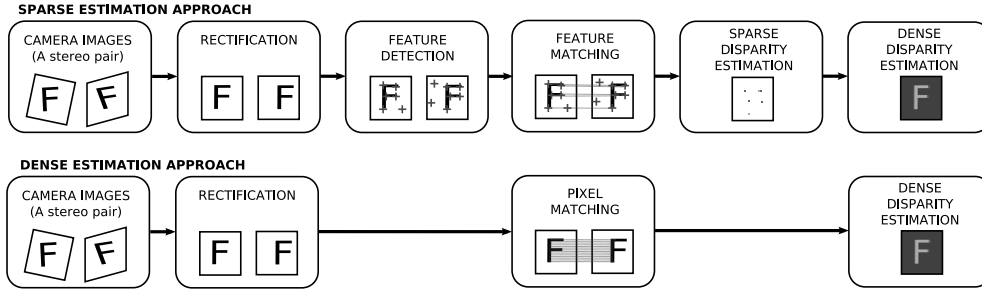 SPARSE ESTIMATION APPROACH
CAMERA IMAGES
(A stereo pair)
F F
RECTIFICATION
F F
FEATURE
DETECTION
F F
FEATURE
MATCHING
F F
SPARSE
DISPARITY
ESTIMATION
DENSE
DISPARITY
ESTIMATION
F
DENSE ESTIMATION APPROACH
CAMERA IMAGES
(A stereo pair)
F F
RECTIFICATION
F F
PIXEL
MATCHING
F F
DENSE
DISPARITY
ESTIMATION
F